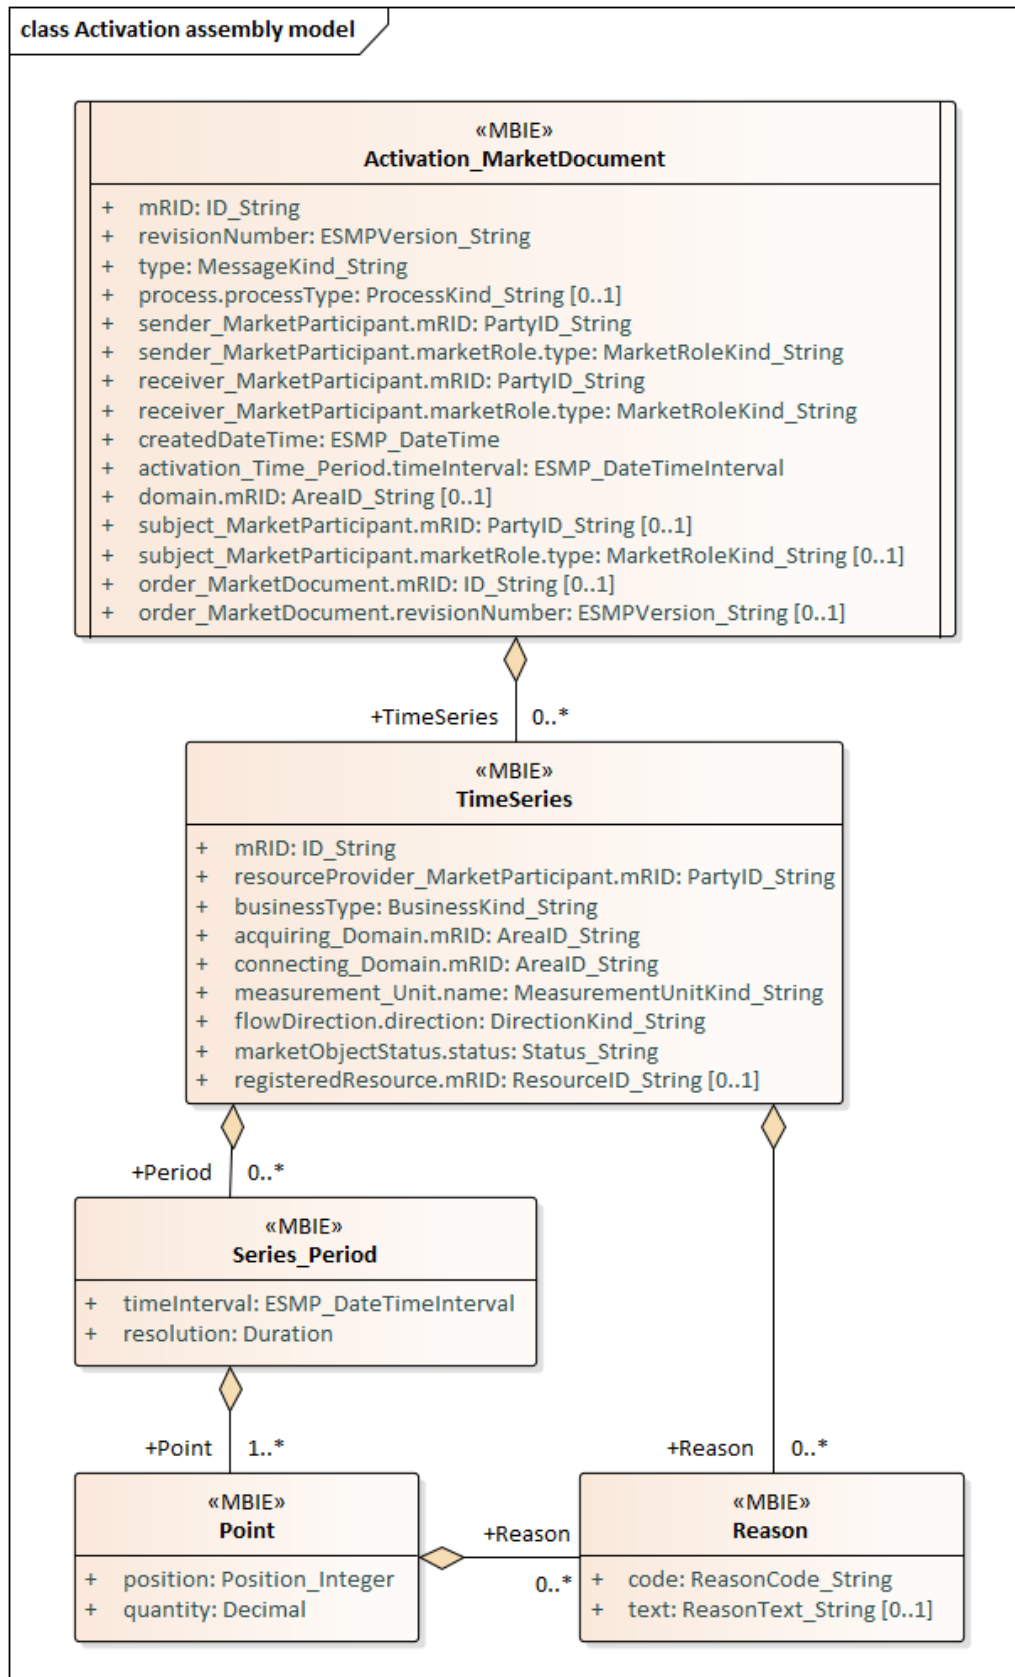 class Activation assembly model
«MBIE»
Activation_MarketDocument
+ mRID: ID_String
+ revisionNumber: ESMPVersion_String
+ type: MessageKind_String
+ process.processType: ProcessKind_String [0..1]
+ sender_MarketParticipant.mRID: PartyID_String
+ sender_MarketParticipant.marketRole.type: MarketRoleKind_String
+ receiver_MarketParticipant.mRID: PartyID_String
+ receiver_MarketParticipant.marketRole.type: MarketRoleKind_String
+ createdDateTime: ESMP_DateTime
+ activation_Time_Period.timeInterval: ESMP_DateTimeInterval
+ domain.mRID: AreaID_String [0..1]
+ subject_MarketParticipant.mRID: PartyID_String [0..1]
+ subject_MarketParticipant.marketRole.type: MarketRoleKind_String [0..1]
+ order_MarketDocument.mRID: ID_String [0..1]
+ order_MarketDocument.revisionNumber: ESMPVersion_String [0..1]
+TimeSeries 0..*
«MBIE»
TimeSeries
+ mRID: ID_String
+ resourceProvider_MarketParticipant.mRID: PartyID_String
+ businessType: BusinessKind_String
+ acquiring_Domain.mRID: AreaID_String
+ connecting_Domain.mRID: AreaID_String
+ measurement_Unit.name: MeasurementUnitKind_String
+ flowDirection.direction: DirectionKind_String
+ marketObjectStatus.status: Status_String
+ registeredResource.mRID: ResourceID_String [0..1]
+Period 0..*
«MBIE»
Series_Period
+ timeInterval: ESMP_DateTimeInterval
+ resolution: Duration
+Point 1..*
+Reason 0..*
«MBIE»
Point
+ position: Position_Integer
+ quantity: Decimal
+Reason
0..*
«MBIE»
Reason
+ code: ReasonCode_String
+ text: ReasonText_String [0..1]